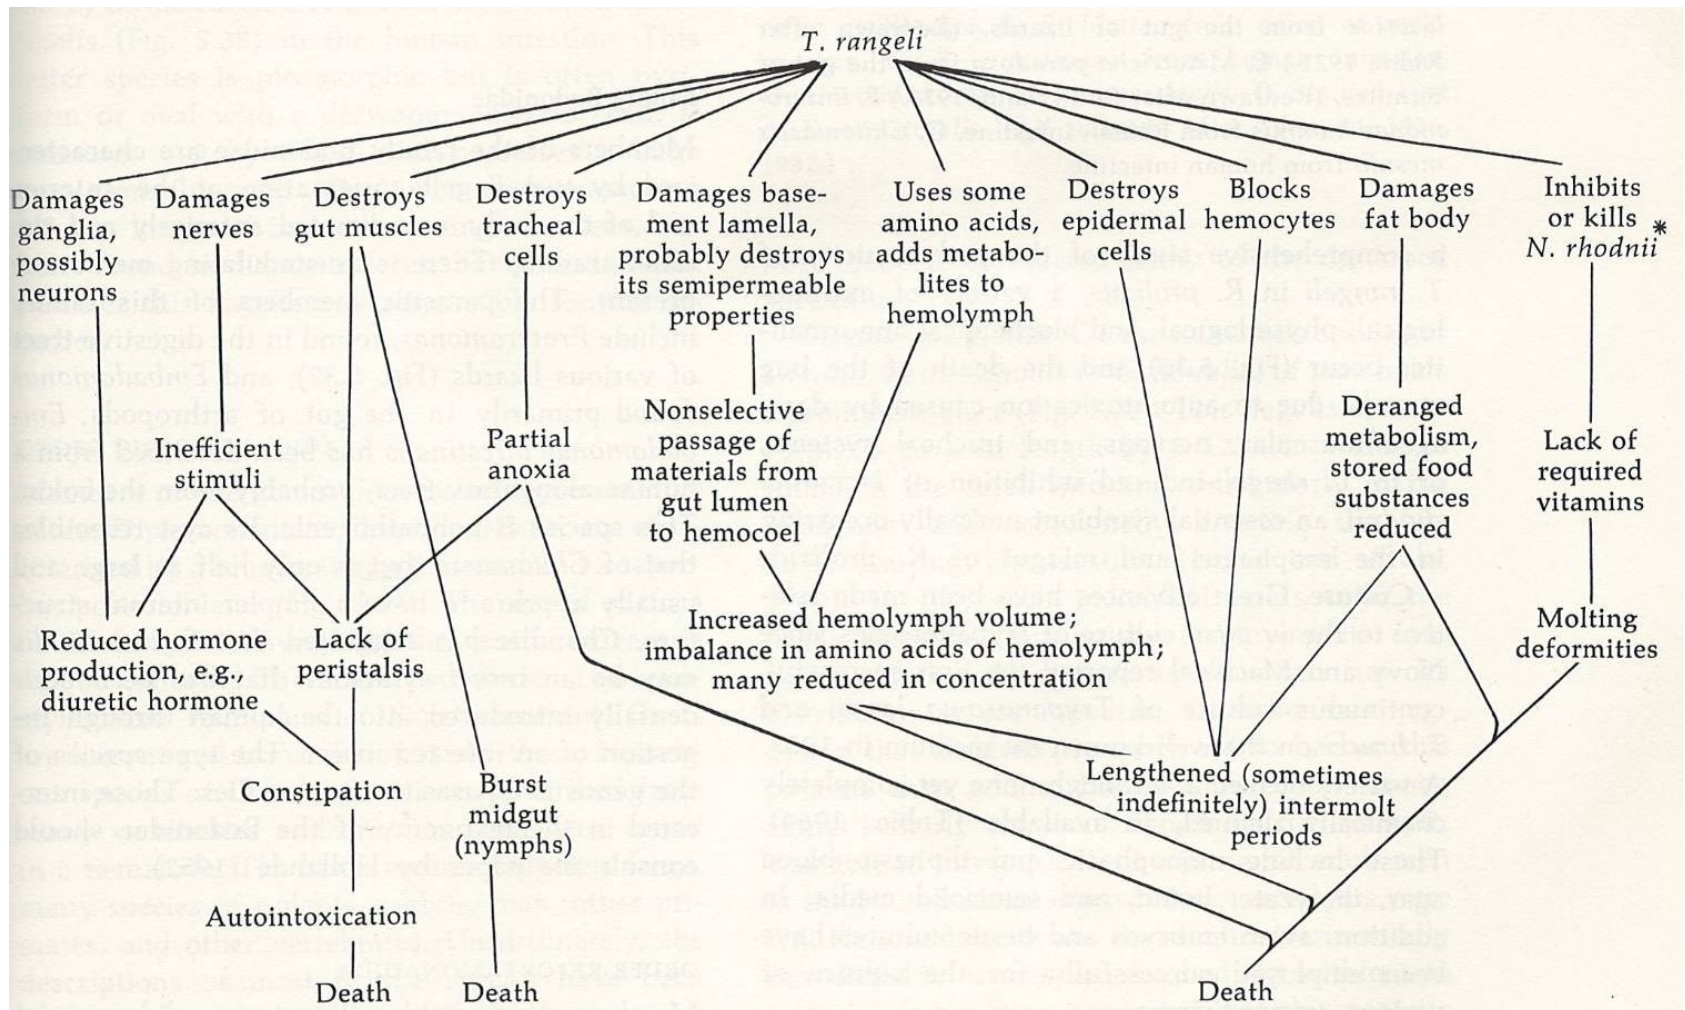 T. rangeli
Damages
ganglia,
possibly
neurons
Damages
nerves
Destroys
gut muscles
Destroys
tracheal
cells
Damages base-
ment lamella,
probably destroys
its semipermeable
properties
Uses some
amino acids,
adds metabo-
lites to
hemolymph
Destroys
epidermal
cells
Blocks
hemocytes
Damages
fat body
Inhibits
or kills
N. rhodnii*
Inefficient
stimuli
Partial
anoxia
Nonselective
passage of
materials from
gut lumen
to hemocoel
Deranged
metabolism,
stored food
substances
reduced
Lack of
required
vitamins
Reduced hormone
production, e.g.,
diuretic hormone
Lack of
peristalsis
Increased hemolymph volume;
imbalance in amino acids of hemolymph;
many reduced in concentration
Molting
deformities
Constipation
Burst
midgut
(nymphs)
Lengthened (sometimes
indefinitely) intermolt
periods
Autointoxication
Death
Death
Death